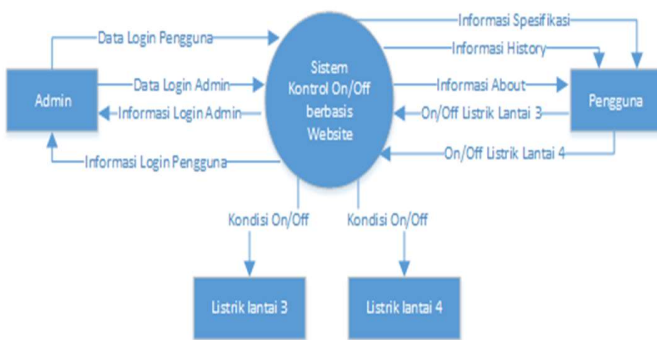 Data Login Pengguna
Informasi Spesifikasi
Informasi History
Sistem
Kontrol On/Off
berbasis
Website
Data Login Admin
Informasi About
Admin
Pengguna
Informasi Login Admin
On/Off Listrik Lantai 3
Informasi Login Pengguna
On/Off Listrik Lantai 4
Kondisi On/Off
Kondisi On/Off
Listrik lantai 3
Listrik lantai 4